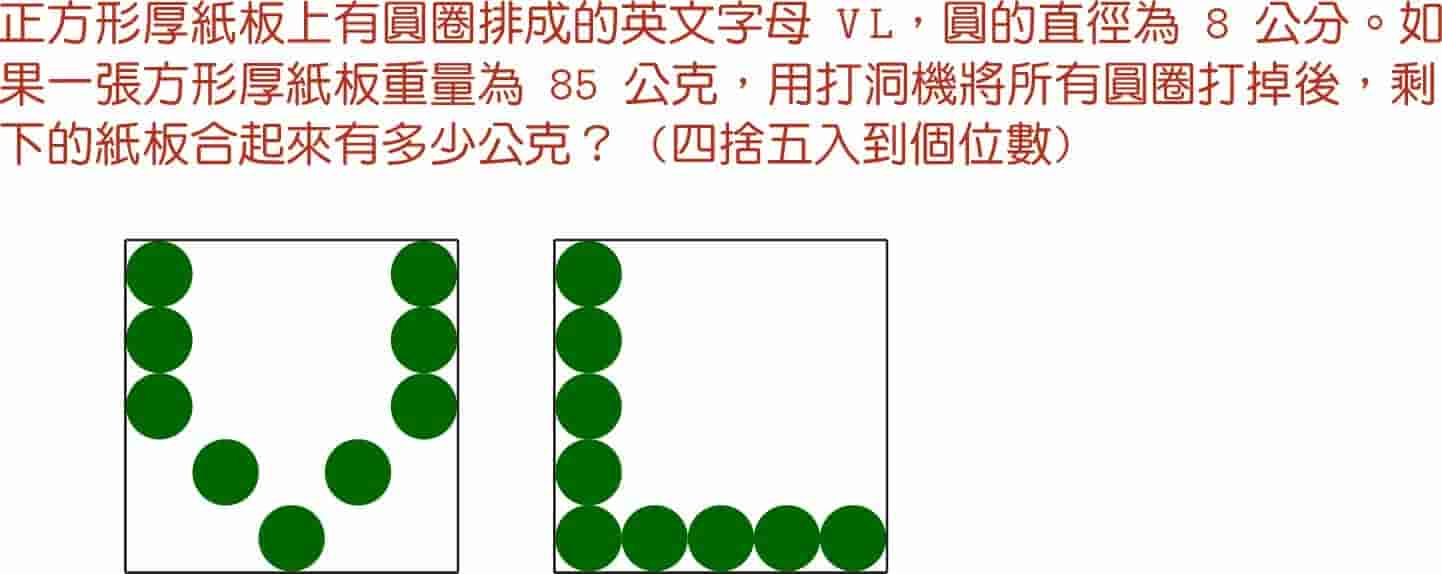 正方形厚紙板上有圓圈排成的英文字母 VL，圓的直徑為 8 公分。如
果一張方形厚紙板重量為 85 公克，用打洞機將所有圓圈打掉後，剩
下的紙板合起來有多少公克？（四捨五入到個位數）